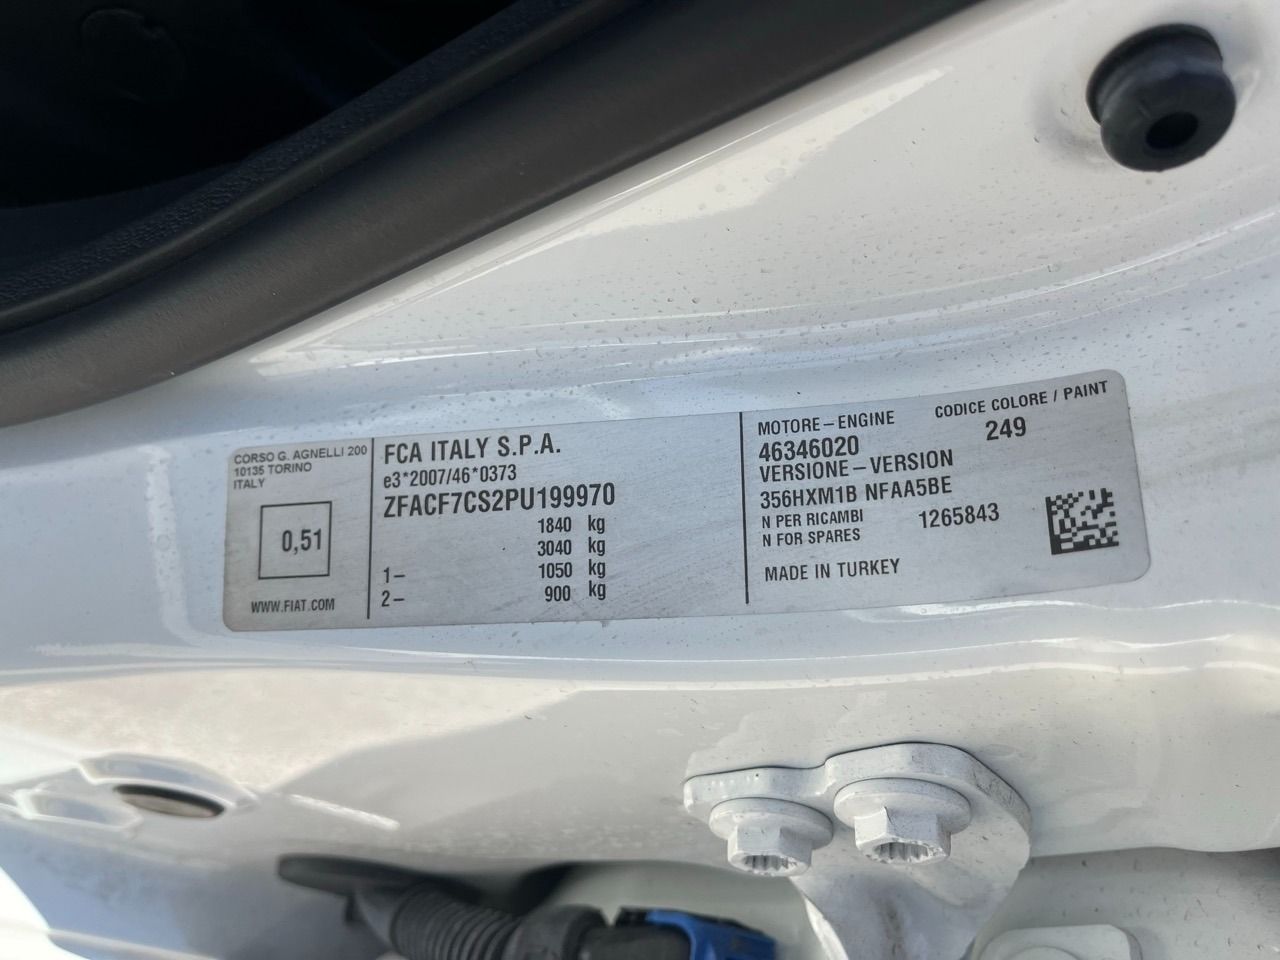 CORSO G. AGNELLI 200
10135 TORINO
ITALY
0,51
WWW.FIAT.COM
FCA ITALY S.P.A.
e3*2007/46*0373
ZFACF7CS2PU199970
1840 kg
3040 kg
1– 1050 kg
2– 900 kg
MOTORE – ENGINE
46346020
VERSIONE – VERSION
356HXM1B NFAA5BE
N PER RICAMBI
N FOR SPARES
1265843
MADE IN TURKEY
CODICE COLORE / PAINT
249